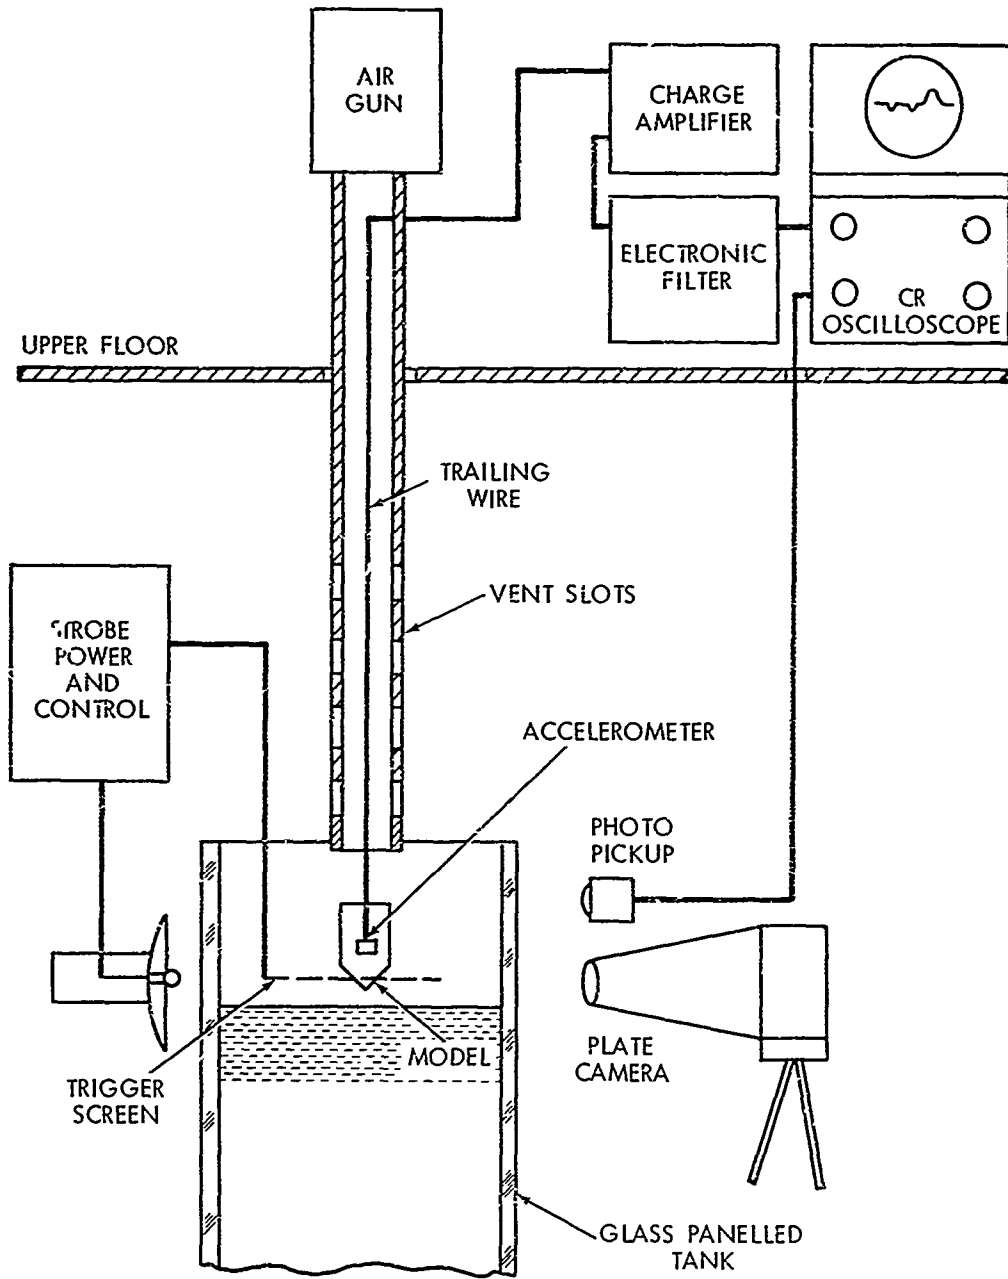 AIR
GUN
CHARGE
AMPLIFIER
ELECTRONIC
FILTER
CR
OSCILLOSCOPE
UPPER FLOOR
TRAILING
WIRE
VENT SLOTS
STROBE
POWER
AND
CONTROL
ACCELEROMETER
PHOTO
PICKUP
MODEL
PLATE
CAMERA
TRIGGER
SCREEN
GLASS PANELLED
TANK